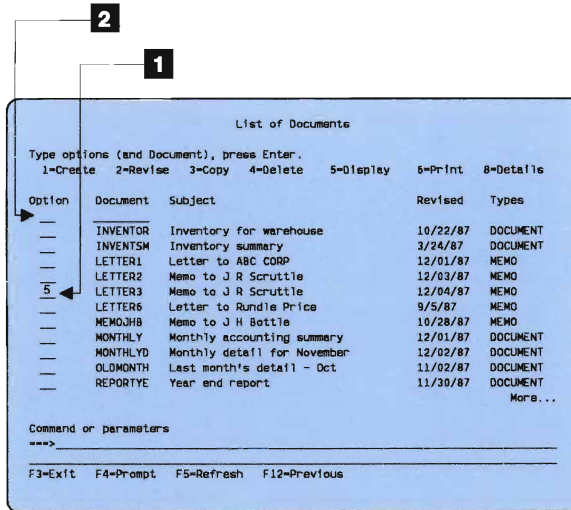 2
1
List of Documents
Type options (and Document), press Enter.
1=Create 2=Revise 3=Copy 4=Delete 5=Display 6=Print 8=Details
Option Document Subject Revised Types
INVENTOR Inventory for warehouse 10/22/87 DOCUMENT
INVENTSM Inventory summary 3/24/87 DOCUMENT
LETTER1 Letter to ABC CORP 12/01/87 MEMO
LETTER2 Memo to J R Scruttle 12/03/87 MEMO
5 LETTER3 Memo to J R Scruttle 12/04/87 MEMO
LETTER6 Letter to Rundle Price 9/5/87 MEMO
MEMOJHB Memo to J H Bottle 10/28/87 MEMO
MONTHLY Monthly accounting summary 12/01/87 DOCUMENT
MONTHLYD Monthly detail for November 12/02/87 DOCUMENT
OLDMONTH Last month's detail - Oct 11/02/87 DOCUMENT
REPORTYE Year end report 11/30/87 DOCUMENT
More...
Command or parameters
===>
F3=Exit F4=Prompt F5=Refresh F12=Previous